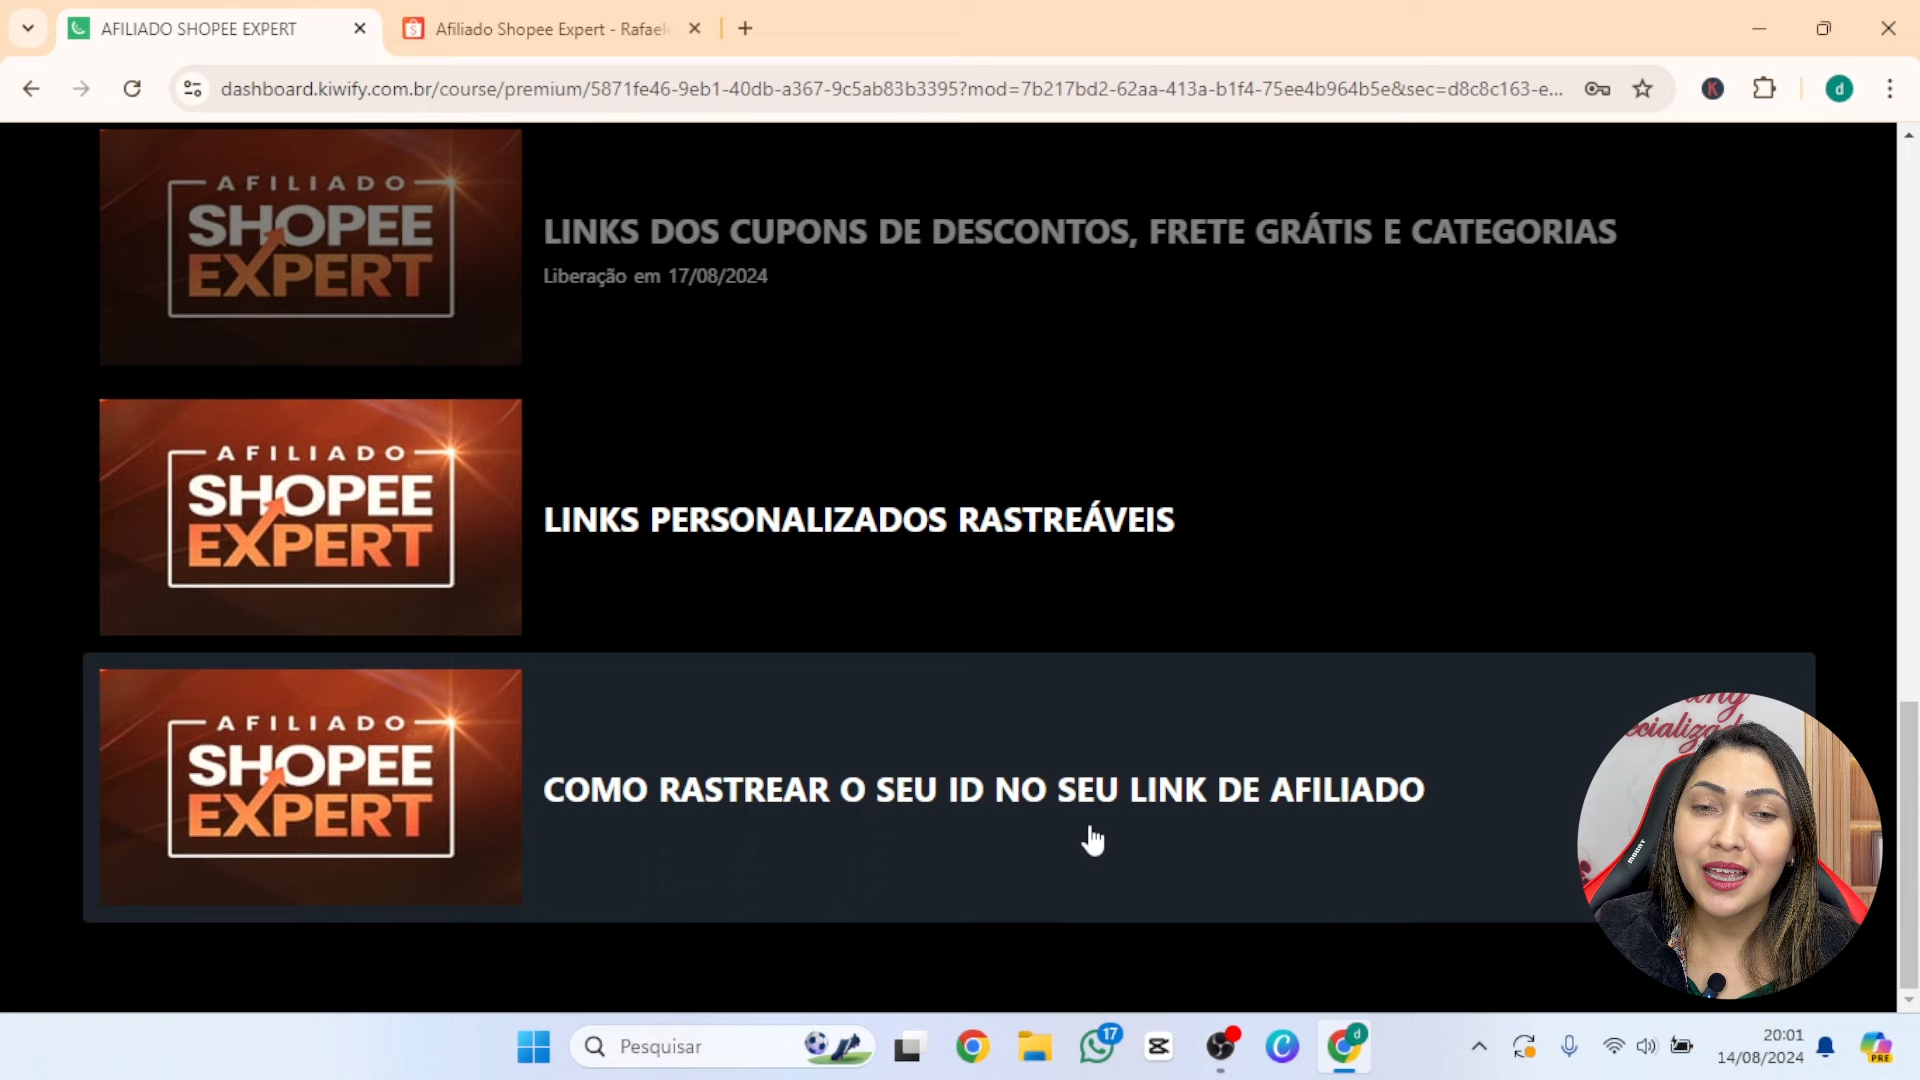 AFILIADO SHOPEE EXPERT
Afiliado Shopee Expert - Rafael
dashboard.kiwify.com.br/course/premium/5871fe46-9eb1-40db-a367-9c5ab83b3395?mod=7b217bd2-62aa-413a-b1f4-75ee4b964b5e&sec=d8c8c163-e...
K
d
AFILIADO
SHOPEE
EXPERT
LINKS DOS CUPONS DE DESCONTOS, FRETE GRÁTIS E CATEGORIAS
Liberação em 17/08/2024
AFILIADO
SHOPEE
EXPERT
LINKS PERSONALIZADOS RASTREÁVEIS
AFILIADO
SHOPEE
EXPERT
COMO RASTREAR O SEU ID NO SEU LINK DE AFILIADO
Pesquisar
17
d
20:01
14/08/2024
PRE